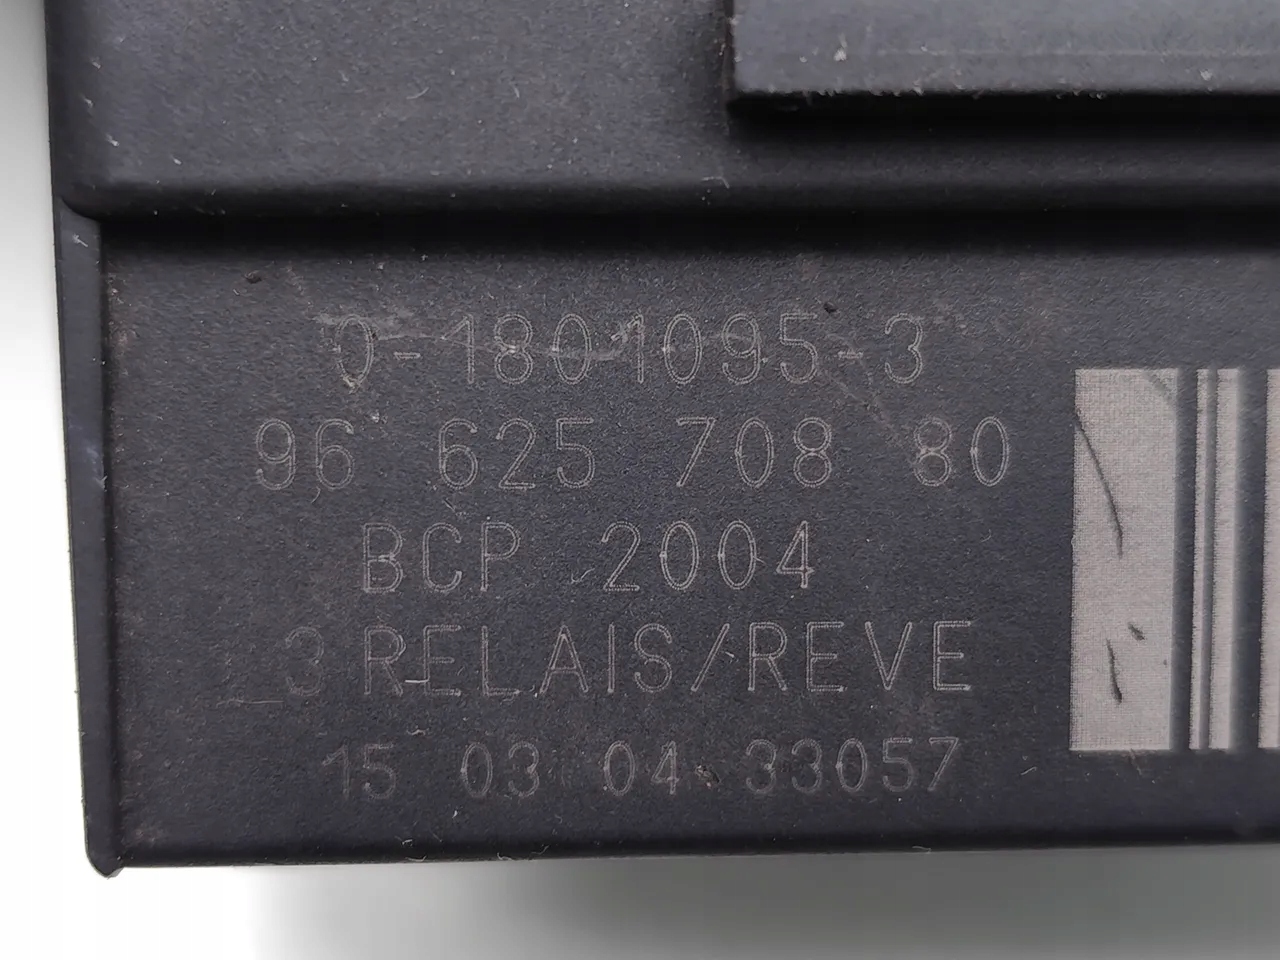 0-1801095-3
96 625 708 80
BCP 2004
3 RELAIS/REVE
15 03 04 33057